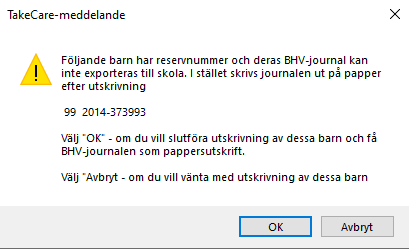 TakeCare-meddelande
Följande barn har reservnummer och deras BHV-journal kan
inte exporteras till skola. I stället skrivs journalen ut på papper
efter utskrivning
99 2014-373993
Välj "OK" - om du vill slutföra utskrivning av dessa barn och få
BHV-journalen som pappersutskrift.
Välj "Avbryt - om du vill vänta med utskrivning av dessa barn
OK
Avbryt